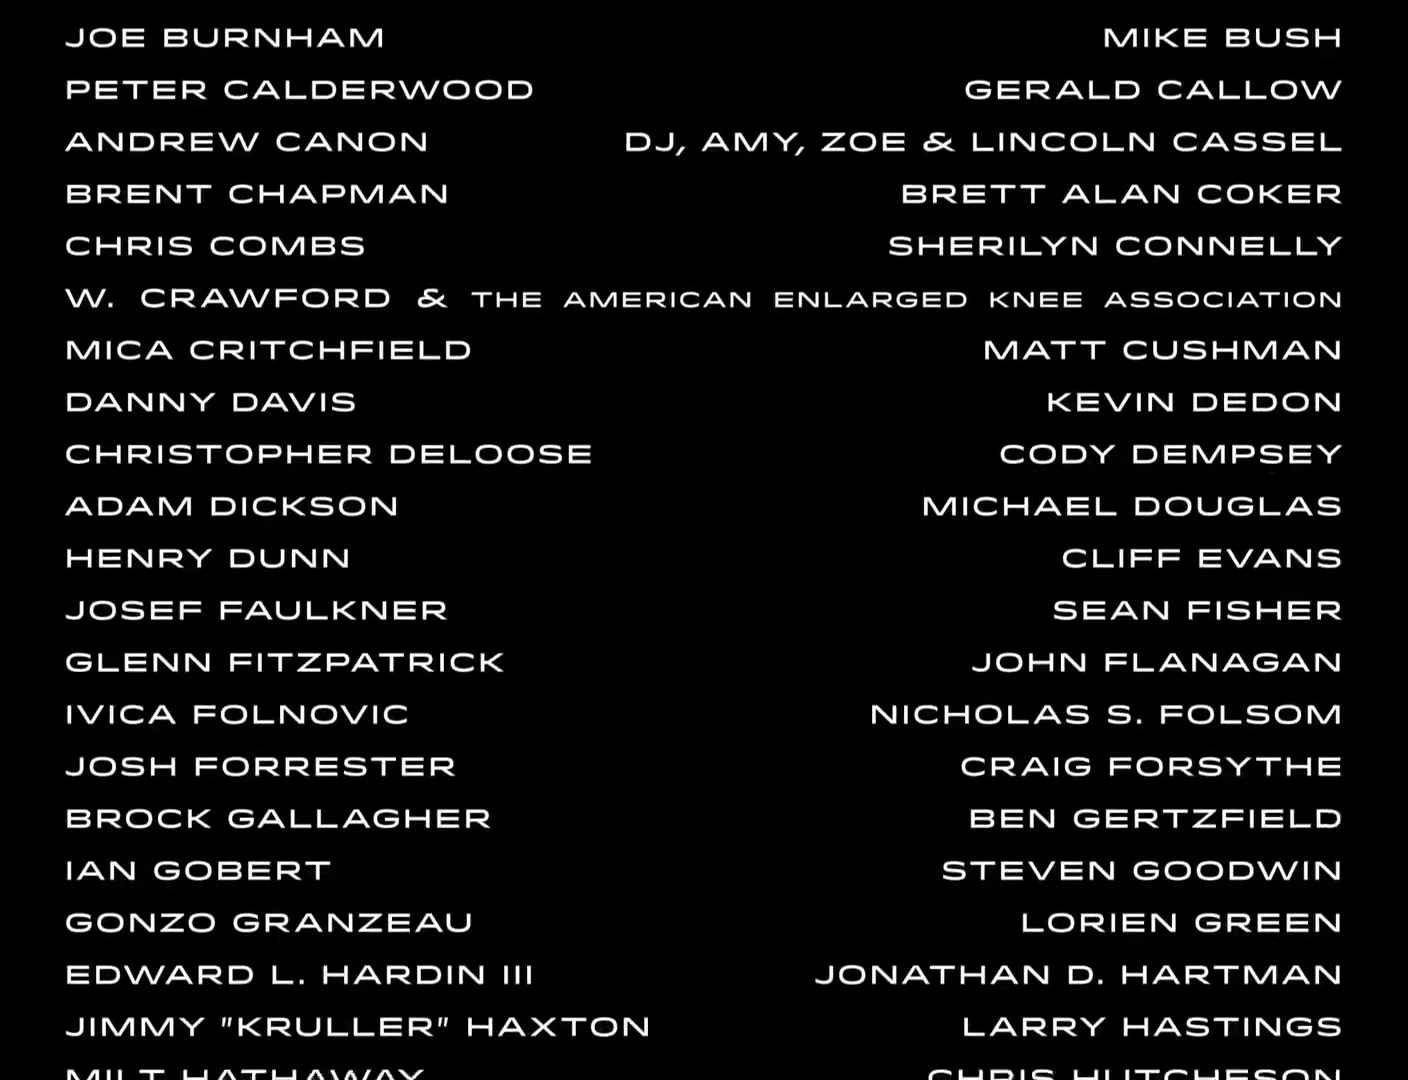 JOE BURNHAM MIKE BUSH
PETER CALDERWOOD GERALD CALLOW
ANDREW CANON DJ, AMY, ZOE & LINCOLN CASSEL
BRENT CHAPMAN BRETT ALAN COKER
CHRIS COMBS SHERILYN CONNELLY
W. CRAWFORD & THE AMERICAN ENLARGED KNEE ASSOCIATION
MICA CRITCHFIELD MATT CUSHMAN
DANNY DAVIS KEVIN DEDON
CHRISTOPHER DELOOSE CODY DEMPSEY
ADAM DICKSON MICHAEL DOUGLAS
HENRY DUNN CLIFF EVANS
JOSEF FAULKNER SEAN FISHER
GLENN FITZPATRICK JOHN FLANAGAN
IVICA FOLNOVIC NICHOLAS S. FOLSOM
JOSH FORRESTER CRAIG FORSYTHE
BROCK GALLAGHER BEN GERTZFIELD
IAN GOBERT STEVEN GOODWIN
GONZO GRANZEAU LORIEN GREEN
EDWARD L. HARDIN III JONATHAN D. HARTMAN
JIMMY "KRULLER" HAXTON LARRY HASTINGS
MILT HATHAWAY CHRIS HUTCHESON